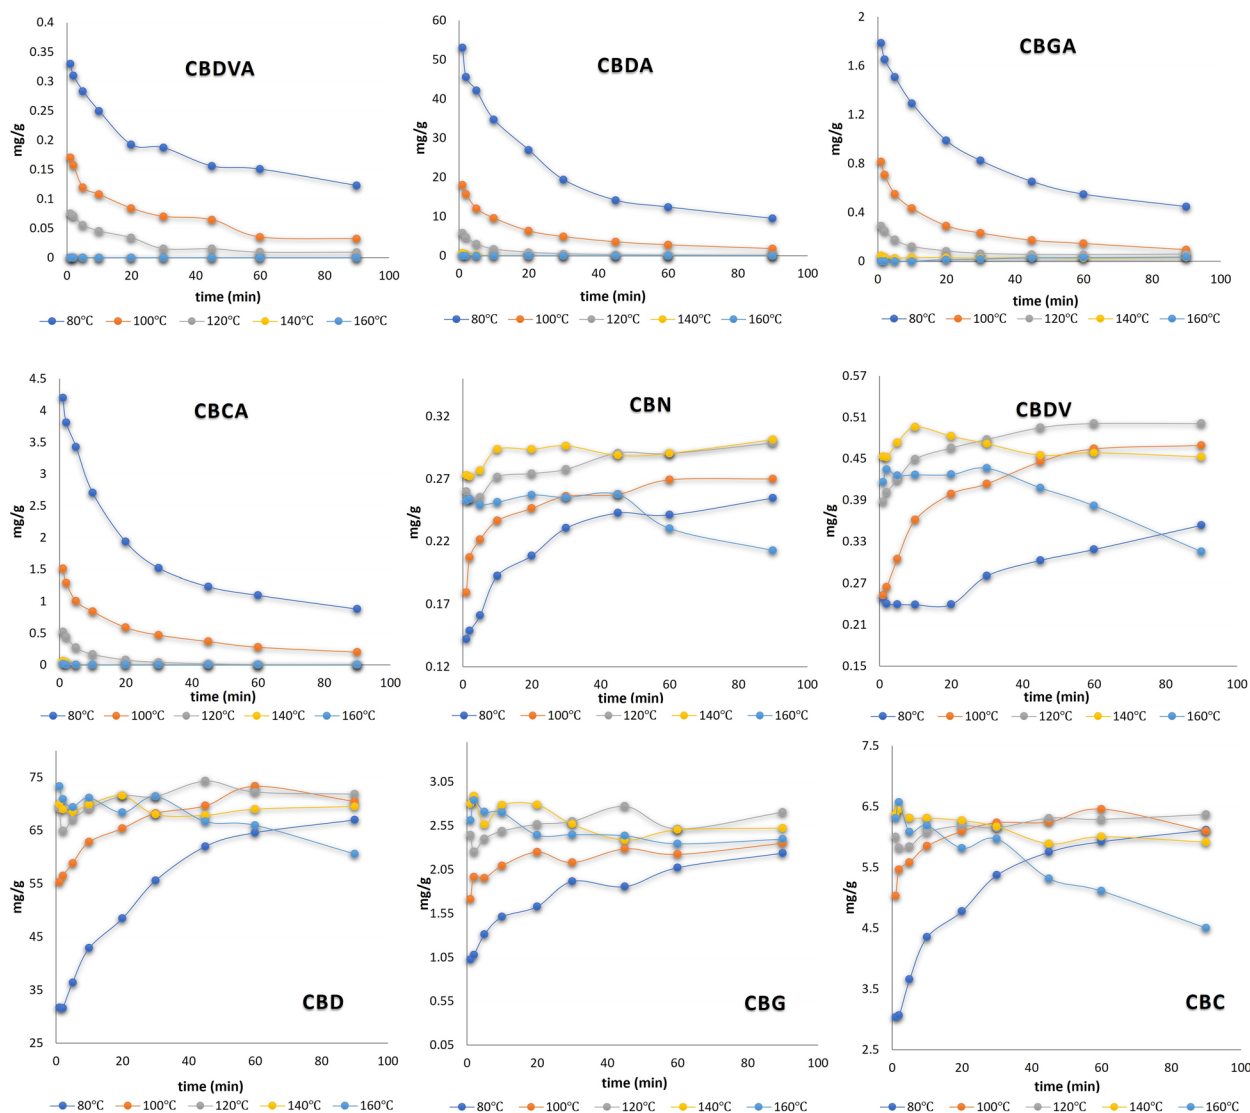 CBDVA
mg/g
0.4
0.35
0.3
0.25
0.2
0.15
0.1
0.05
0
0 20 40 60 80 100
time (min)
80°C 100°C 120°C 140°C 160°C
CBDA
mg/g
60
50
40
30
20
10
0
0 20 40 60 80 100
time (min)
80°C 100°C 120°C 140°C 160°C
CBGA
mg/g
2
1.6
1.2
0.8
0.4
0
0 20 40 60 80 100
time (min)
80°C 100°C 120°C 140°C 160°C
CBCA
mg/g
4.5
4
3.5
3
2.5
2
1.5
1
0.5
0
0 20 40 60 80 100
time (min)
80°C 100°C 120°C 140°C 160°C
CBN
mg/g
0.32
0.27
0.22
0.17
0.12
0 20 40 60 80 100
time (min)
80°C 100°C 120°C 140°C 160°C
CBDV
mg/g
0.57
0.51
0.45
0.39
0.33
0.27
0.21
0.15
0 20 40 60 80 100
time (min)
80°C 100°C 120°C 140°C 160°C
CBD
mg/g
75
65
55
45
35
25
0 20 40 60 80 100
time (min)
80°C 100°C 120°C 140°C 160°C
CBG
mg/g
3.05
2.55
2.05
1.55
1.05
0.55
0.05
0 20 40 60 80 100
time (min)
80°C 100°C 120°C 140°C 160°C
CBC
mg/g
7.5
6.5
5.5
4.5
3.5
2.5
0 20 40 60 80 100
time (min)
80°C 100°C 120°C 140°C 160°C